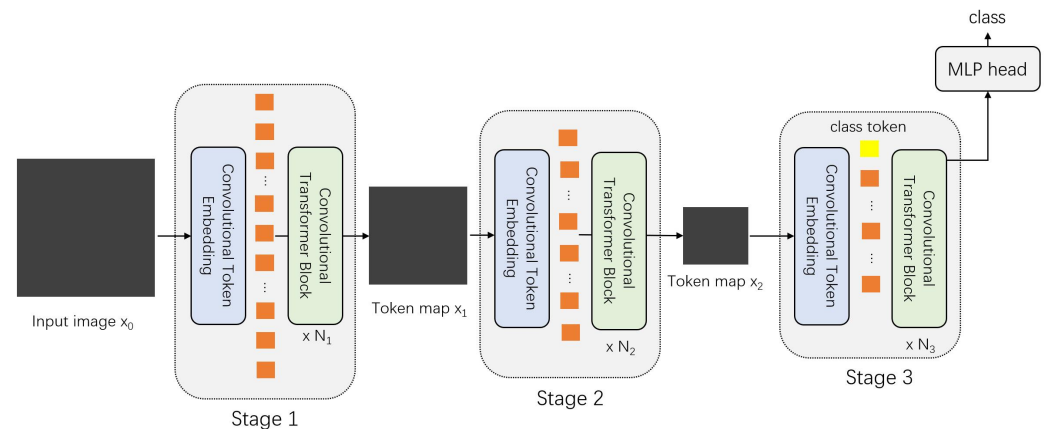 class
MLP head
class token
Convolutional Token
Embedding
...
...
Convolutional
Transformer Block
x N₁
Input image x₀
Stage 1
Token map x₁
Convolutional Token
Embedding
...
...
Convolutional
Transformer Block
x N₂
Stage 2
Token map x₂
Convolutional Token
Embedding
...
...
Convolutional
Transformer Block
x N₃
Stage 3